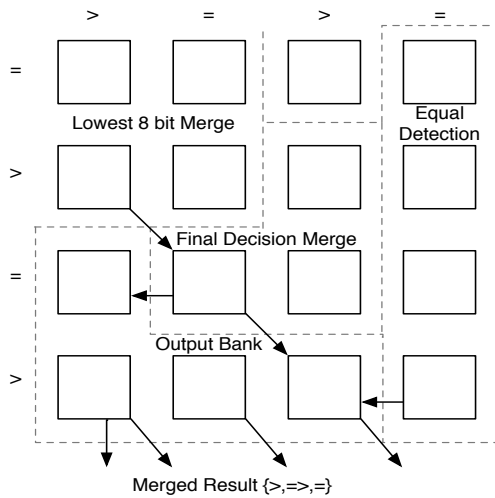 > = > =
=
Lowest 8 bit Merge
Equal
Detection
>
Final Decision Merge
=
Output Bank
>
Merged Result {>,=>,=}